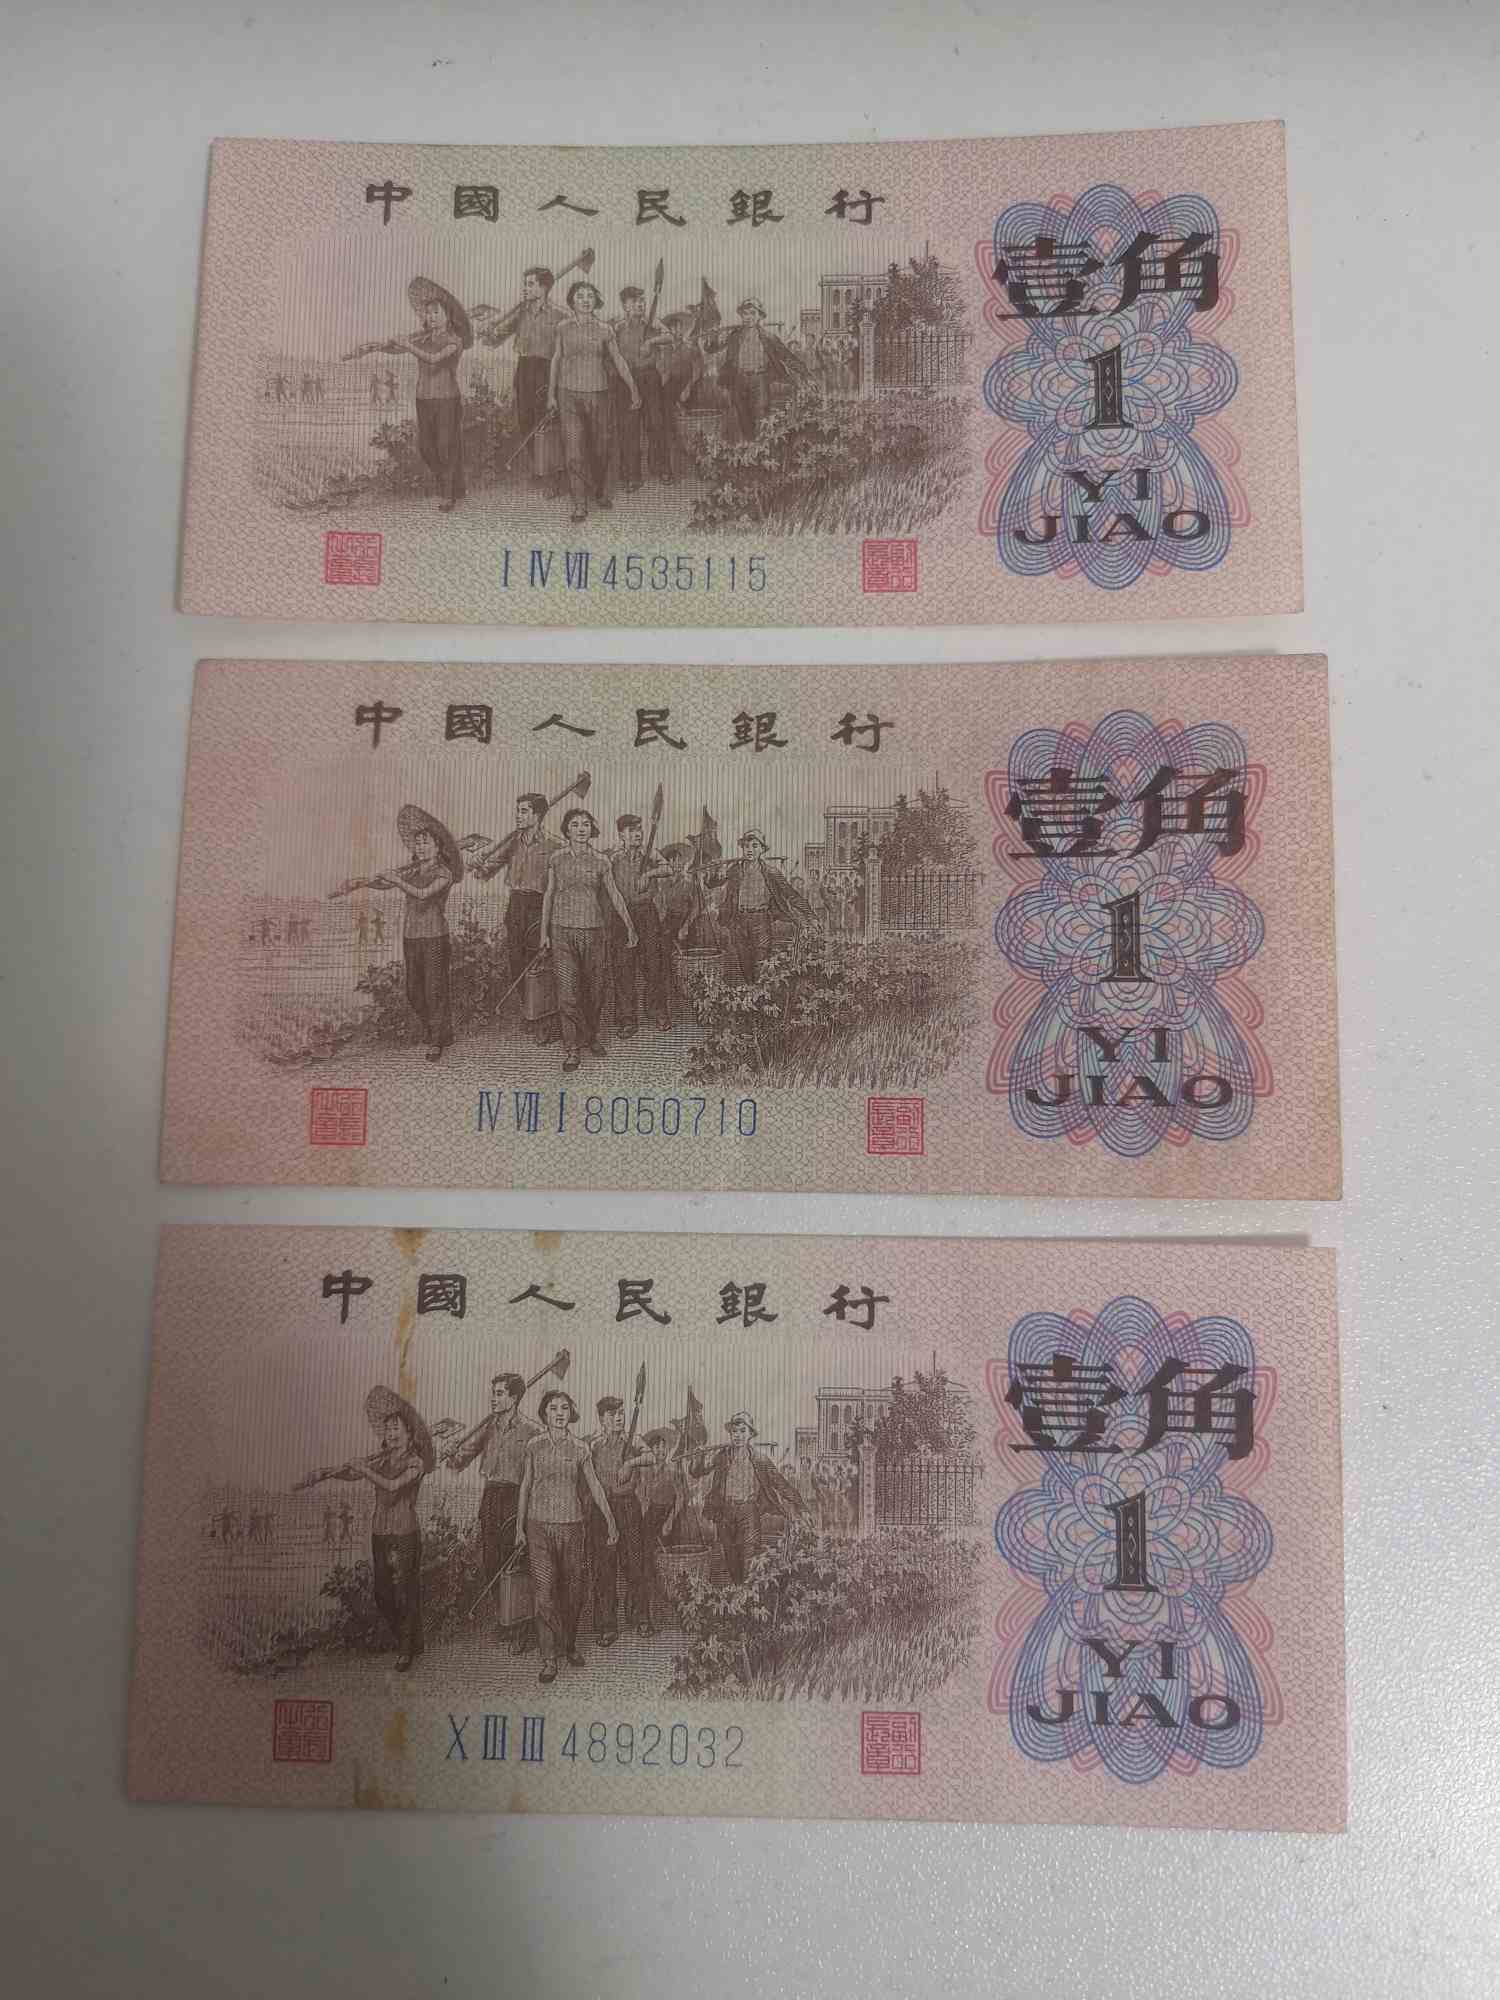 中國人民銀行
壹角
1
YI
JIAO
Ⅰ Ⅳ Ⅶ 4535115
中國人民銀行
壹角
1
YI
JIAO
Ⅳ Ⅶ Ⅰ 8050710
中國人民銀行
壹角
1
YI
JIAO
Ⅹ Ⅲ Ⅲ 4892032